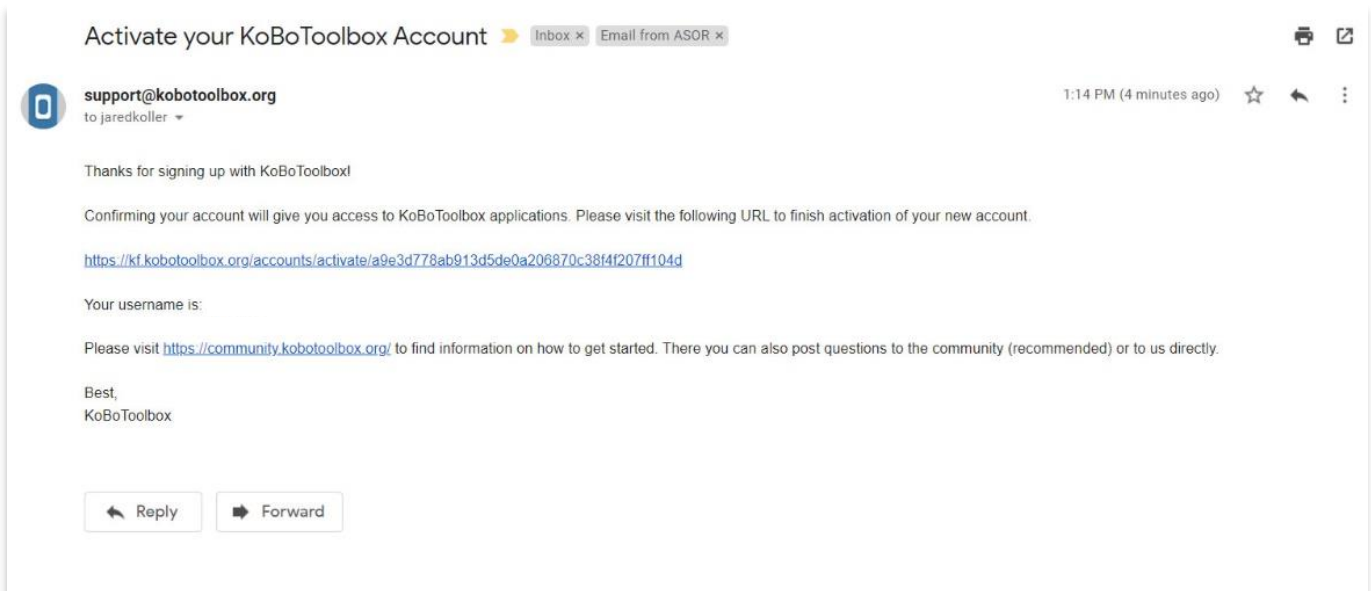 Activate your KoBoToolbox Account Inbox × Email from ASOR ×
support@kobotoolbox.org 1:14 PM (4 minutes ago)
to jaredkoller
Thanks for signing up with KoBoToolbox!
Confirming your account will give you access to KoBoToolbox applications. Please visit the following URL to finish activation of your new account.
https://kf.kobotoolbox.org/accounts/activate/a9e3d778ab913d5de0a206870c38f4f207ff104d
Your username is:
Please visit https://community.kobotoolbox.org/ to find information on how to get started. There you can also post questions to the community (recommended) or to us directly.
Best,
KoBoToolbox
Reply Forward